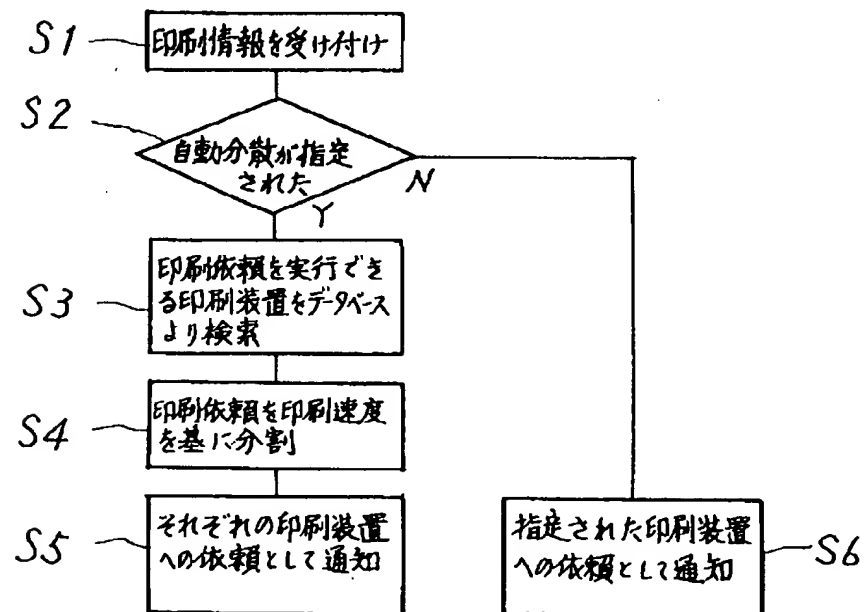 S1
印刷情報を受け付け
S2
自動分散が指定
された
N
Y
S3
印刷依頼を実行でき
る印刷装置をデータベース
より検索
S4
印刷依頼を印刷速度
を基に分割
S5
それぞれの印刷装置
への依頼として通知
指定された印刷装置
への依頼として通知
S6